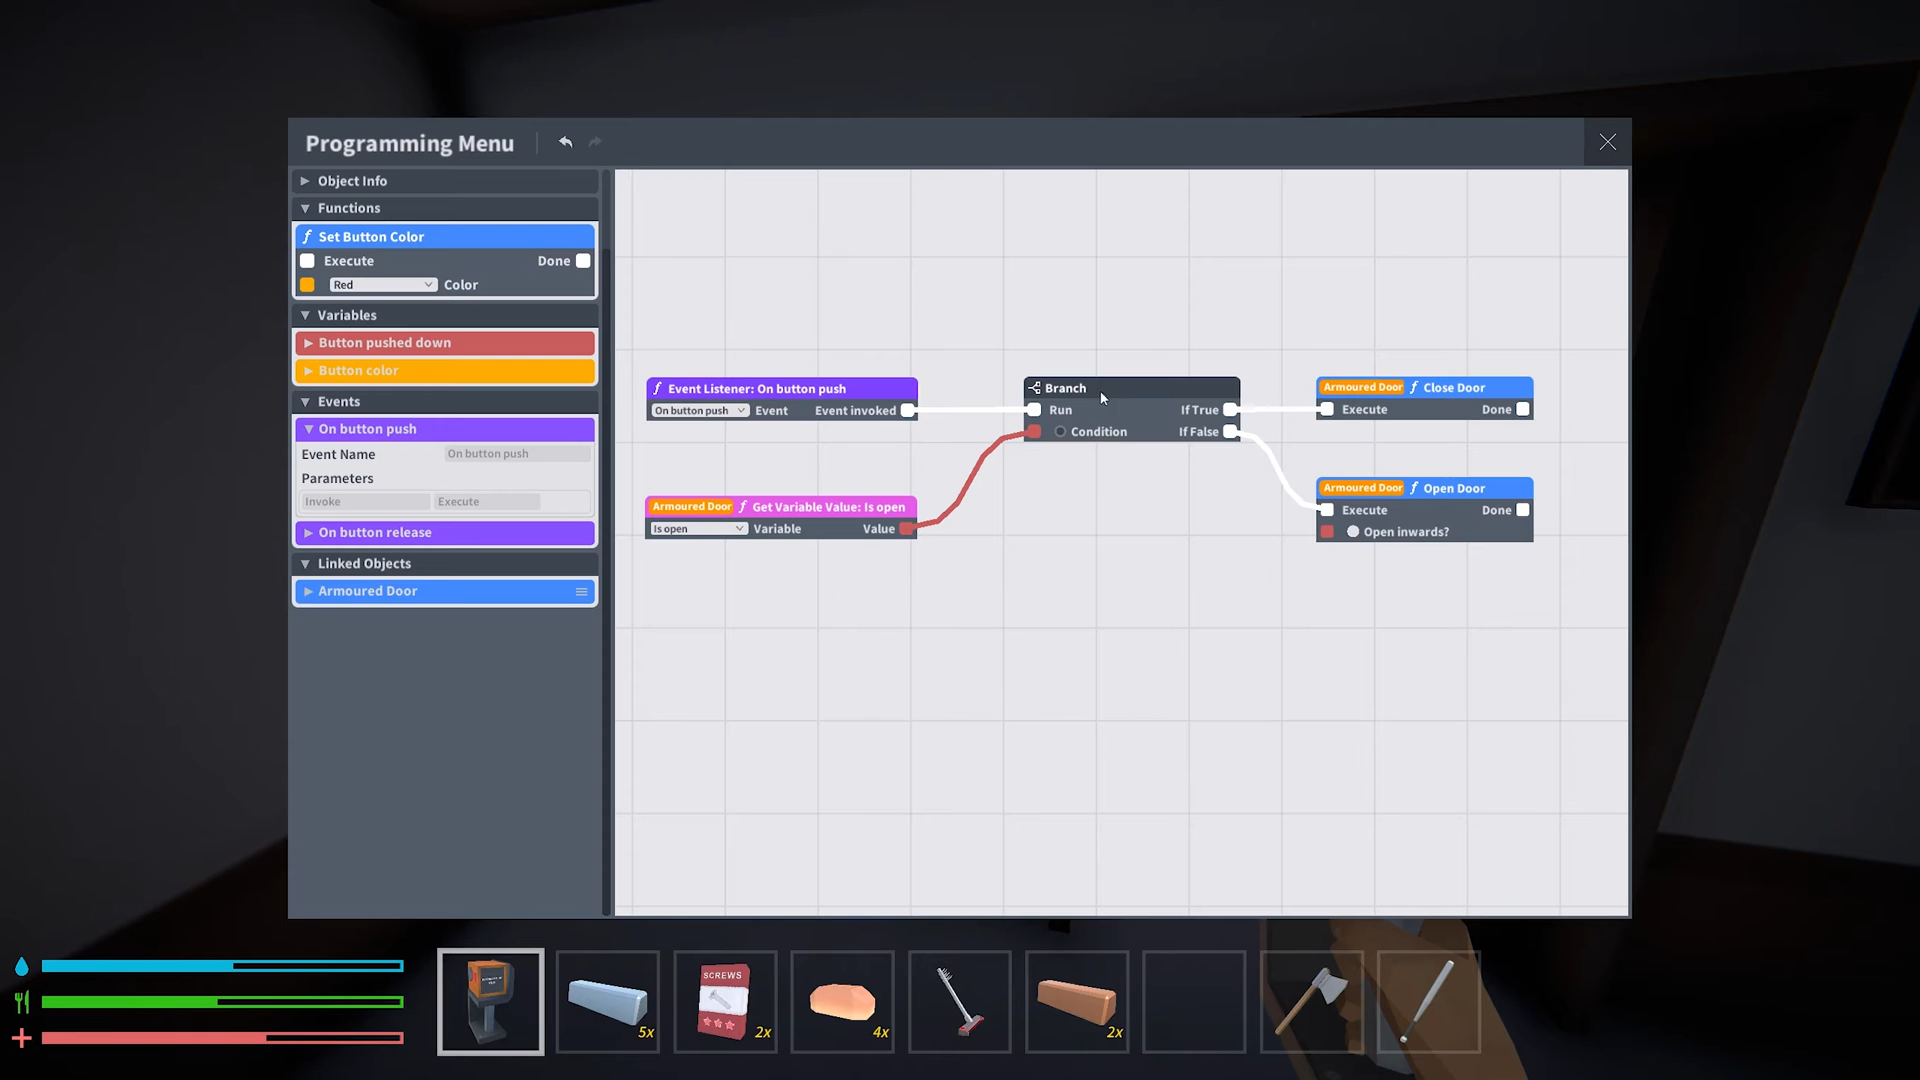 Programming Menu
Object Info
Functions
f Set Button Color
Execute Done
Red Color
Variables
Button pushed down
Button color
Events
On button push
Event Name On button push
Parameters
Invoke Execute
On button release
Linked Objects
Armoured Door
f Event Listener: On button push
On button push Event Event invoked
Armoured Door f Get Variable Value: Is open
Is open Variable Value
Branch
Run If True
Condition If False
Armoured Door f Close Door
Execute Done
Armoured Door f Open Door
Execute Done
Open inwards?
SCREWS
5x
2x
4x
2x